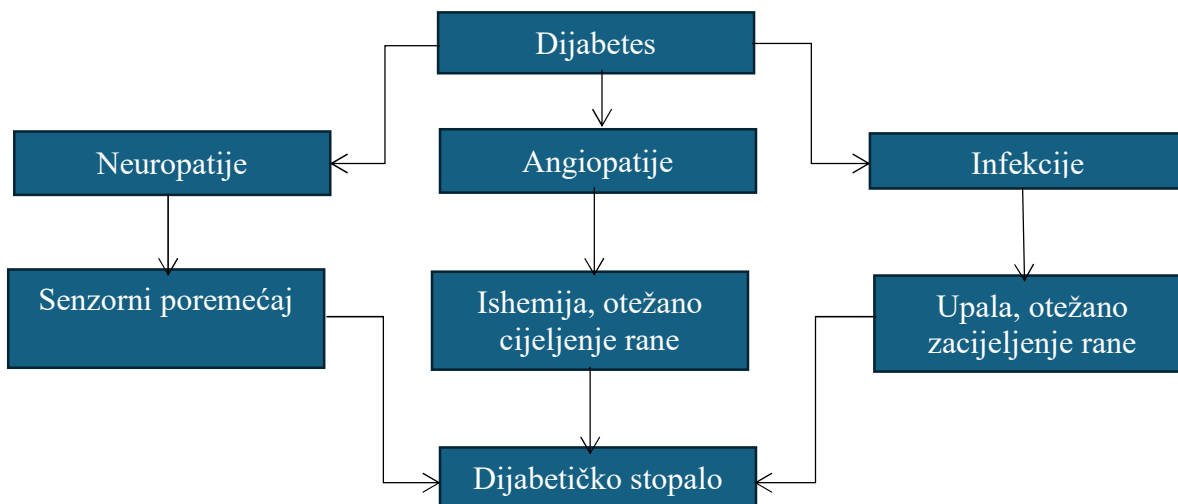 Dijabetes
Neuropatije
Angiopatije
Infekcije
Senzorni poremećaj
Ishemija, otežano
cijeljenje rane
Upala, otežano
zacijeljenje rane
Dijabetičko stopalo